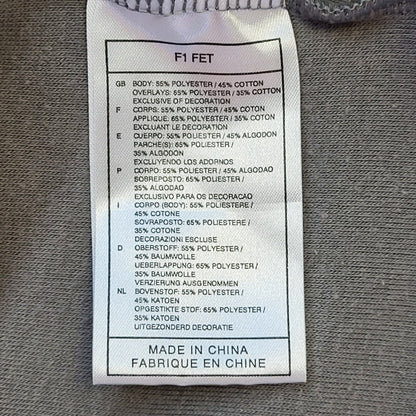 F1 FET
GB BODY: 55% POLYESTER / 45% COTTON
OVERLAYS: 65% POLYESTER / 35% COTTON
EXCLUSIVE OF DECORATION
F CORPS: 55% POLYESTER / 45% COTON
APPLIQUE: 65% POLYESTER / 35% COTON
EXCLUANT LE DECORATION
E CUERPO: 55% POLYESTER / 45% ALGODON
PARCHE(S): 65% POLYESTER /
35% ALGODON
EXCLUYENDO LOS ADORNOS
P CORPO: 55% POLYESTER / 45% ALGODAO
SOBREPOSTO: 65% POLYESTER /
35% ALGODAO
EXCLUSIVO PARA OS DECORACAO
I CORPO (BODY): 55% POLIESTERE /
45% COTONE
SOVRAPOSTO: 65% POLIESTERE /
35% COTONE
DECORAZIONI ESCLUSE
D OBERSTOFF: 55% POLYESTER /
45% BAUMWOLLE
UEBERLAPPUNG: 65% POLYESTER /
35% BAUMWOLLE
VERZIERUNG AUSGENOMMEN
NL BOVENSTOF: 55% POLYESTER /
45% KATOEN
OPGESTIKTE STOF: 65% POLYESTER /
35% KATOEN
UITGEZONDERD DECORATIE
MADE IN CHINA
FABRIQUE EN CHINE